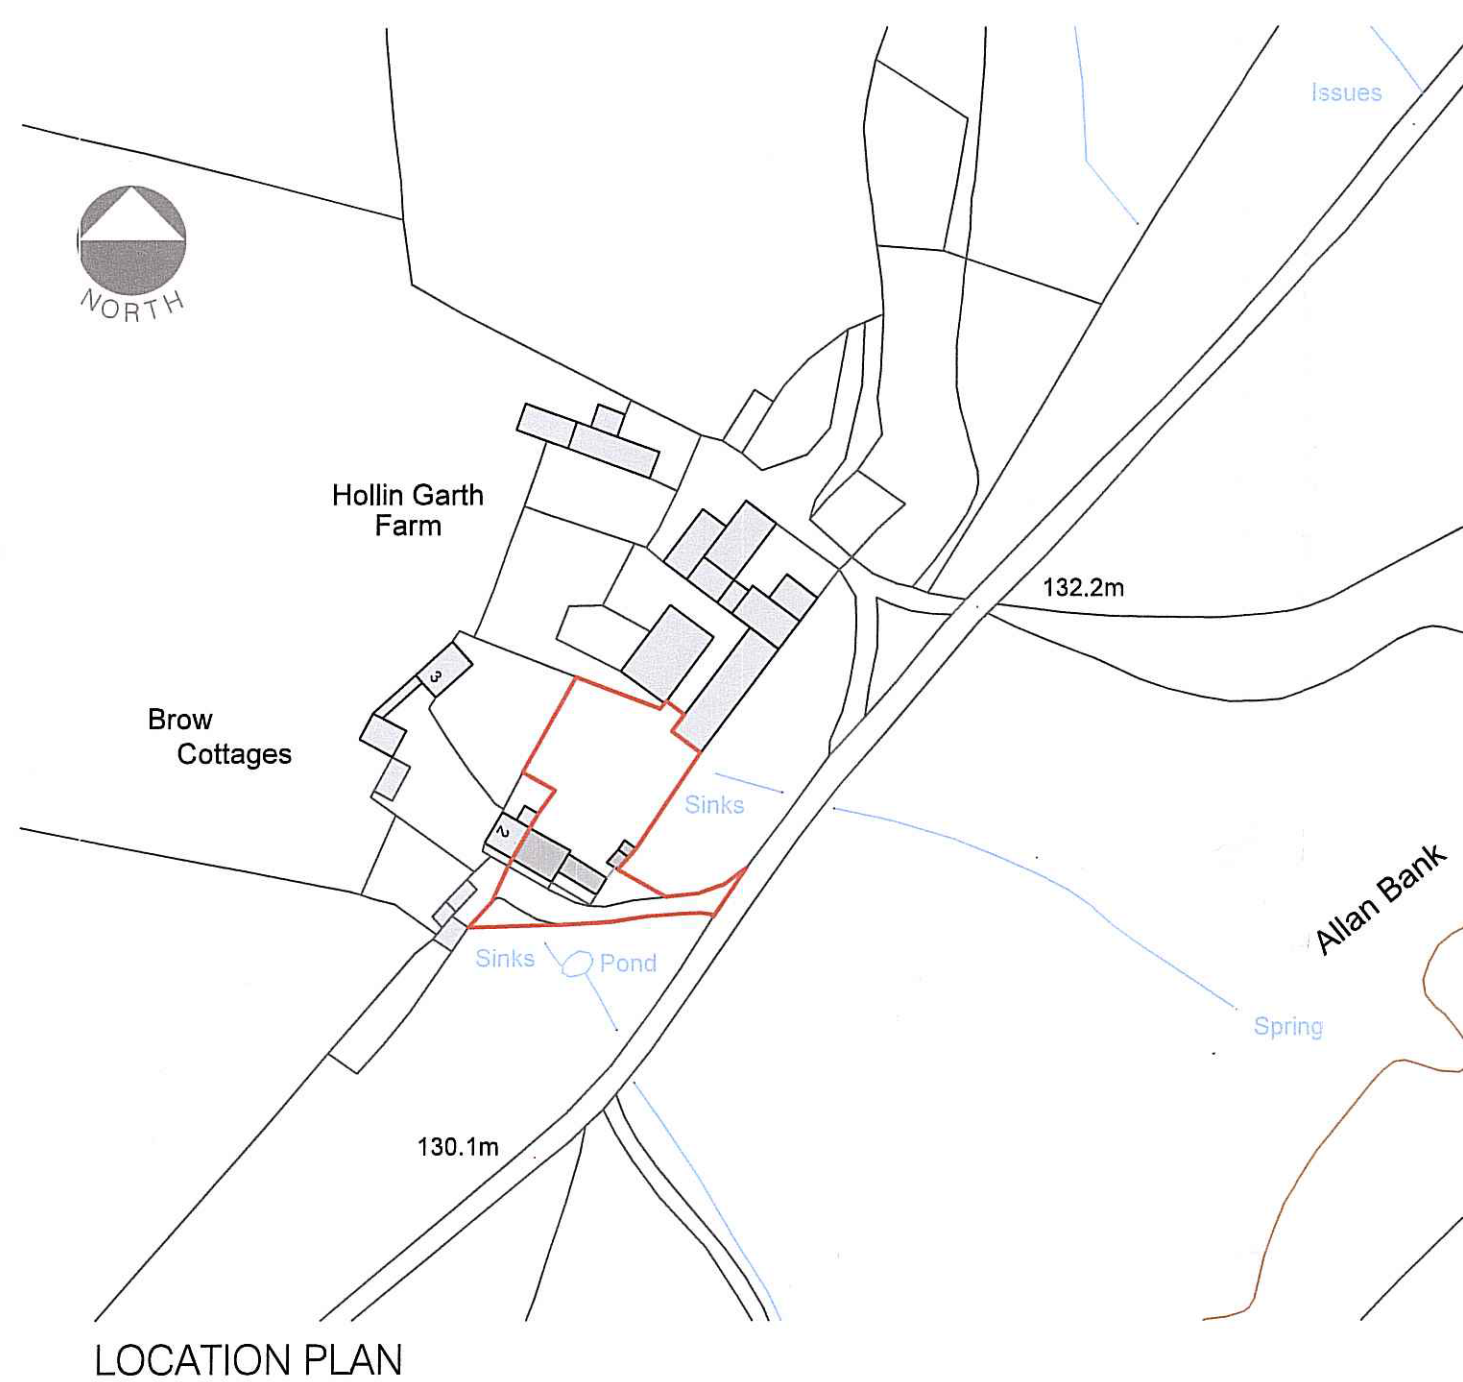 Issues
NORTH
Hollin Garth
Farm
132.2m
3
Brow
Cottages
Sinks
2
Allan Bank
Sinks
Pond
Spring
130.1m
LOCATION PLAN